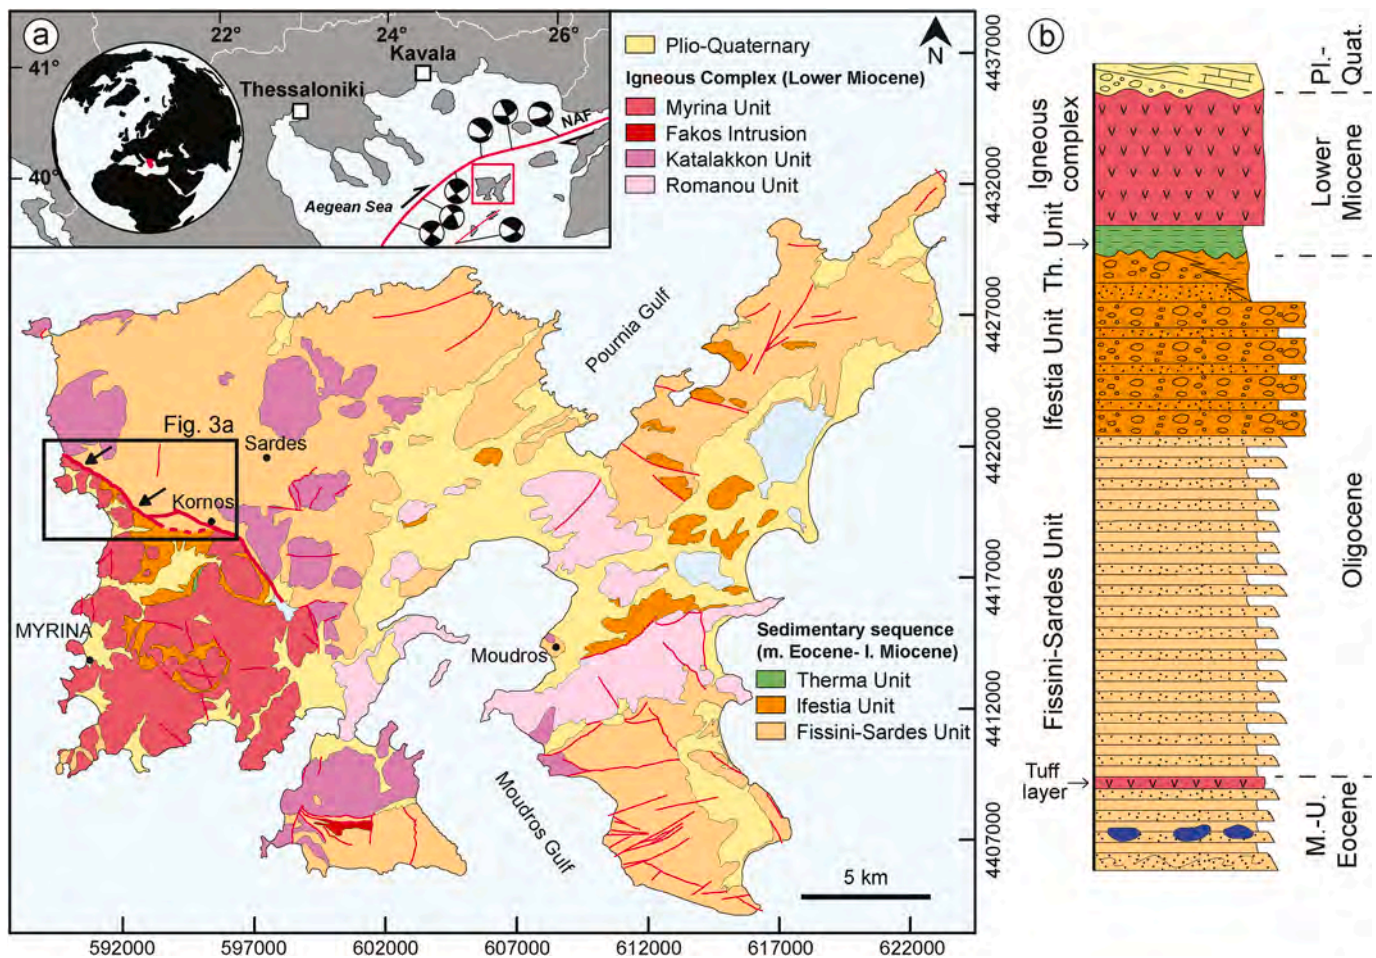 a
22°
24°
26°
41°
40°
Kavala
Thessaloniki
NAF
Aegean Sea
Plio-Quaternary
Igneous Complex (Lower Miocene)
Myrina Unit
Fakos Intrusion
Katalakkon Unit
Romanou Unit
N
4437000
4432000
4427000
4422000
4417000
4412000
4407000
Pournia Gulf
Fig. 3a
Sardes
Kornos
MYRINA
Moudros
Moudros Gulf
Sedimentary sequence
(m. Eocene- l. Miocene)
Therma Unit
Ifestia Unit
Fissini-Sardes Unit
5 km
592000
597000
602000
607000
612000
617000
622000
b
Igneous
complex
Th. Unit
Ifestia Unit
Fissini-Sardes Unit
Tuff
layer
Pl.-
Quat.
Lower
Miocene
Oligocene
M.-U.
Eocene